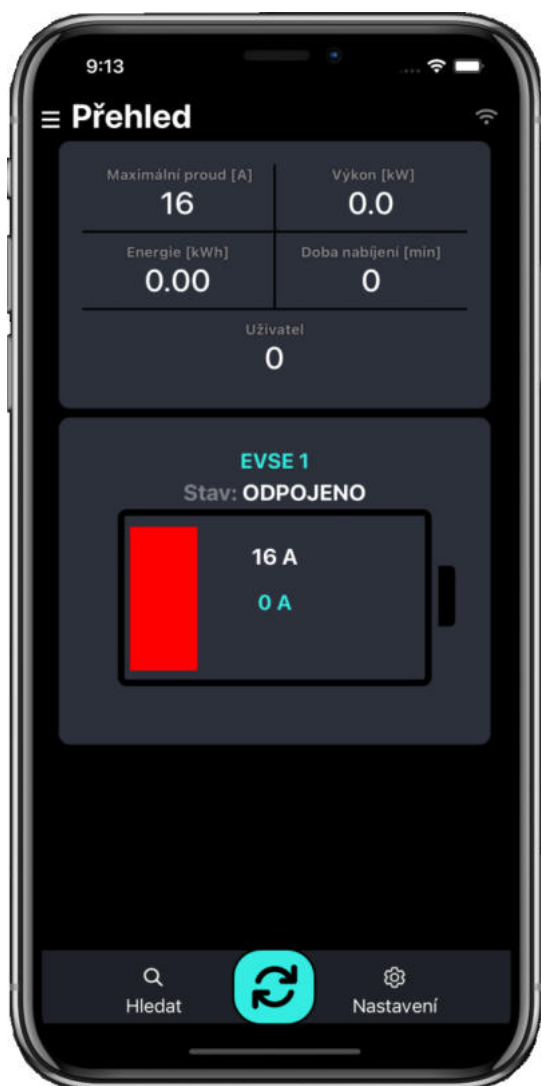 9:13
Přehled
Maximální proud [A]
Výkon [kW]
16
0.0
Energie [kWh]
Doba nabíjení [min]
0.00
0
Uživatel
0
EVSE 1
Stav: ODPOJENO
16 A
0 A
Hledat
Nastavení